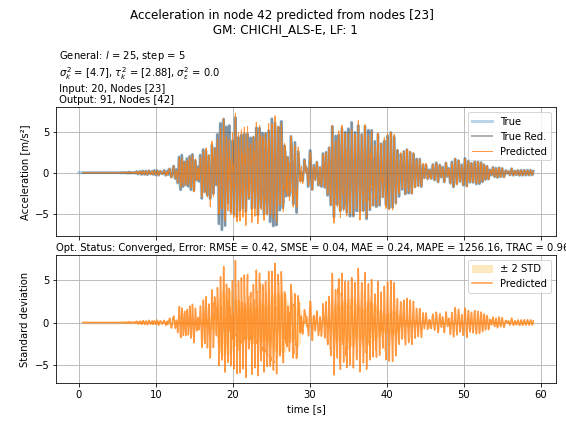 Acceleration in node 42 predicted from nodes [23]
GM: CHICHI_ALS-E, LF: 1
General: l = 25, step = 5
σ²ₖ = [4.7], τ²ₖ = [2.88], σ²ε = 0.0
Input: 20, Nodes [23]
Output: 91, Nodes [42]
Acceleration [m/s²]
5
0
−5
True
True Red.
Predicted
Opt. Status: Converged, Error: RMSE = 0.42, SMSE = 0.04, MAE = 0.24, MAPE = 1256.16, TRAC = 0.96
Standard deviation
5
0
−5
± 2 STD
Predicted
0 10 20 30 40 50 60
time [s]